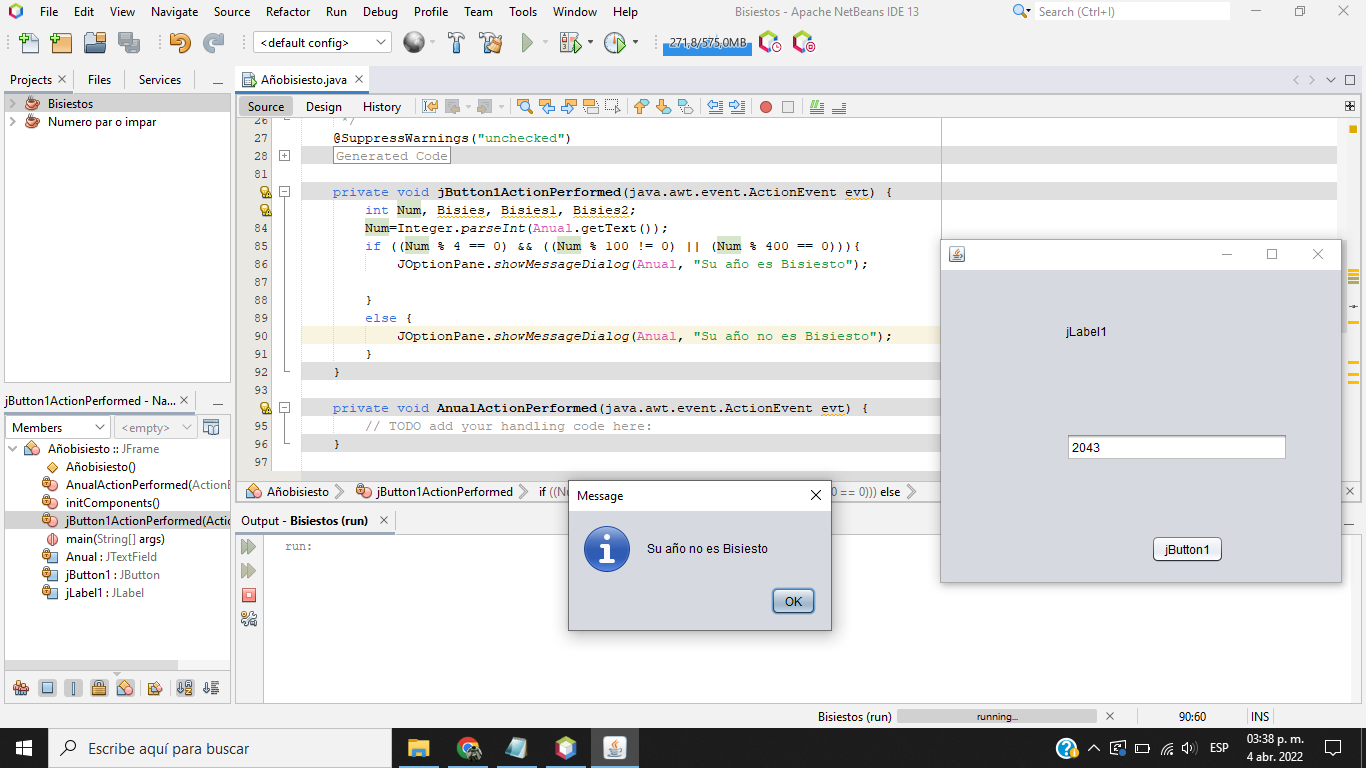 File Edit View Navigate Source Refactor Run Debug Profile Team Tools Window Help Bisiestos - Apache NetBeans IDE 13 Search (Ctrl+I)
<default config> 271,8/575,0MB
Projects Files Services Añobisiesto.java
Bisiestos
Numero par o impar
Source Design History
26 */
27 @SuppressWarnings("unchecked")
28 Generated Code
81
private void jButton1ActionPerformed(java.awt.event.ActionEvent evt) {
int Num, Bisies, Bisies1, Bisies2;
84 Num=Integer.parseInt(Anual.getText());
85 if ((Num % 4 == 0) && ((Num % 100 != 0) || (Num % 400 == 0))){
86 JOptionPane.showMessageDialog(Anual, "Su año es Bisiesto");
87
88 }
89 else {
90 JOptionPane.showMessageDialog(Anual, "Su año no es Bisiesto");
91 }
92 }
93
private void AnualActionPerformed(java.awt.event.ActionEvent evt) {
95 // TODO add your handling code here:
96 }
97
Añobisiesto jButton1ActionPerformed if ((Nu 0 == 0))) else
jButton1ActionPerformed - Na...
Members <empty>
Añobisiesto :: JFrame
Añobisiesto()
AnualActionPerformed(ActionE
initComponents()
jButton1ActionPerformed(Actio
main(String[] args)
Anual : JTextField
jButton1 : JButton
jLabel1 : JLabel
Output - Bisiestos (run)
run:
Message
Su año no es Bisiesto
OK
jLabel1
2043
jButton1
Bisiestos (run) running... 90:60 INS
Escribe aquí para buscar
ESP
03:38 p. m.
4 abr. 2022